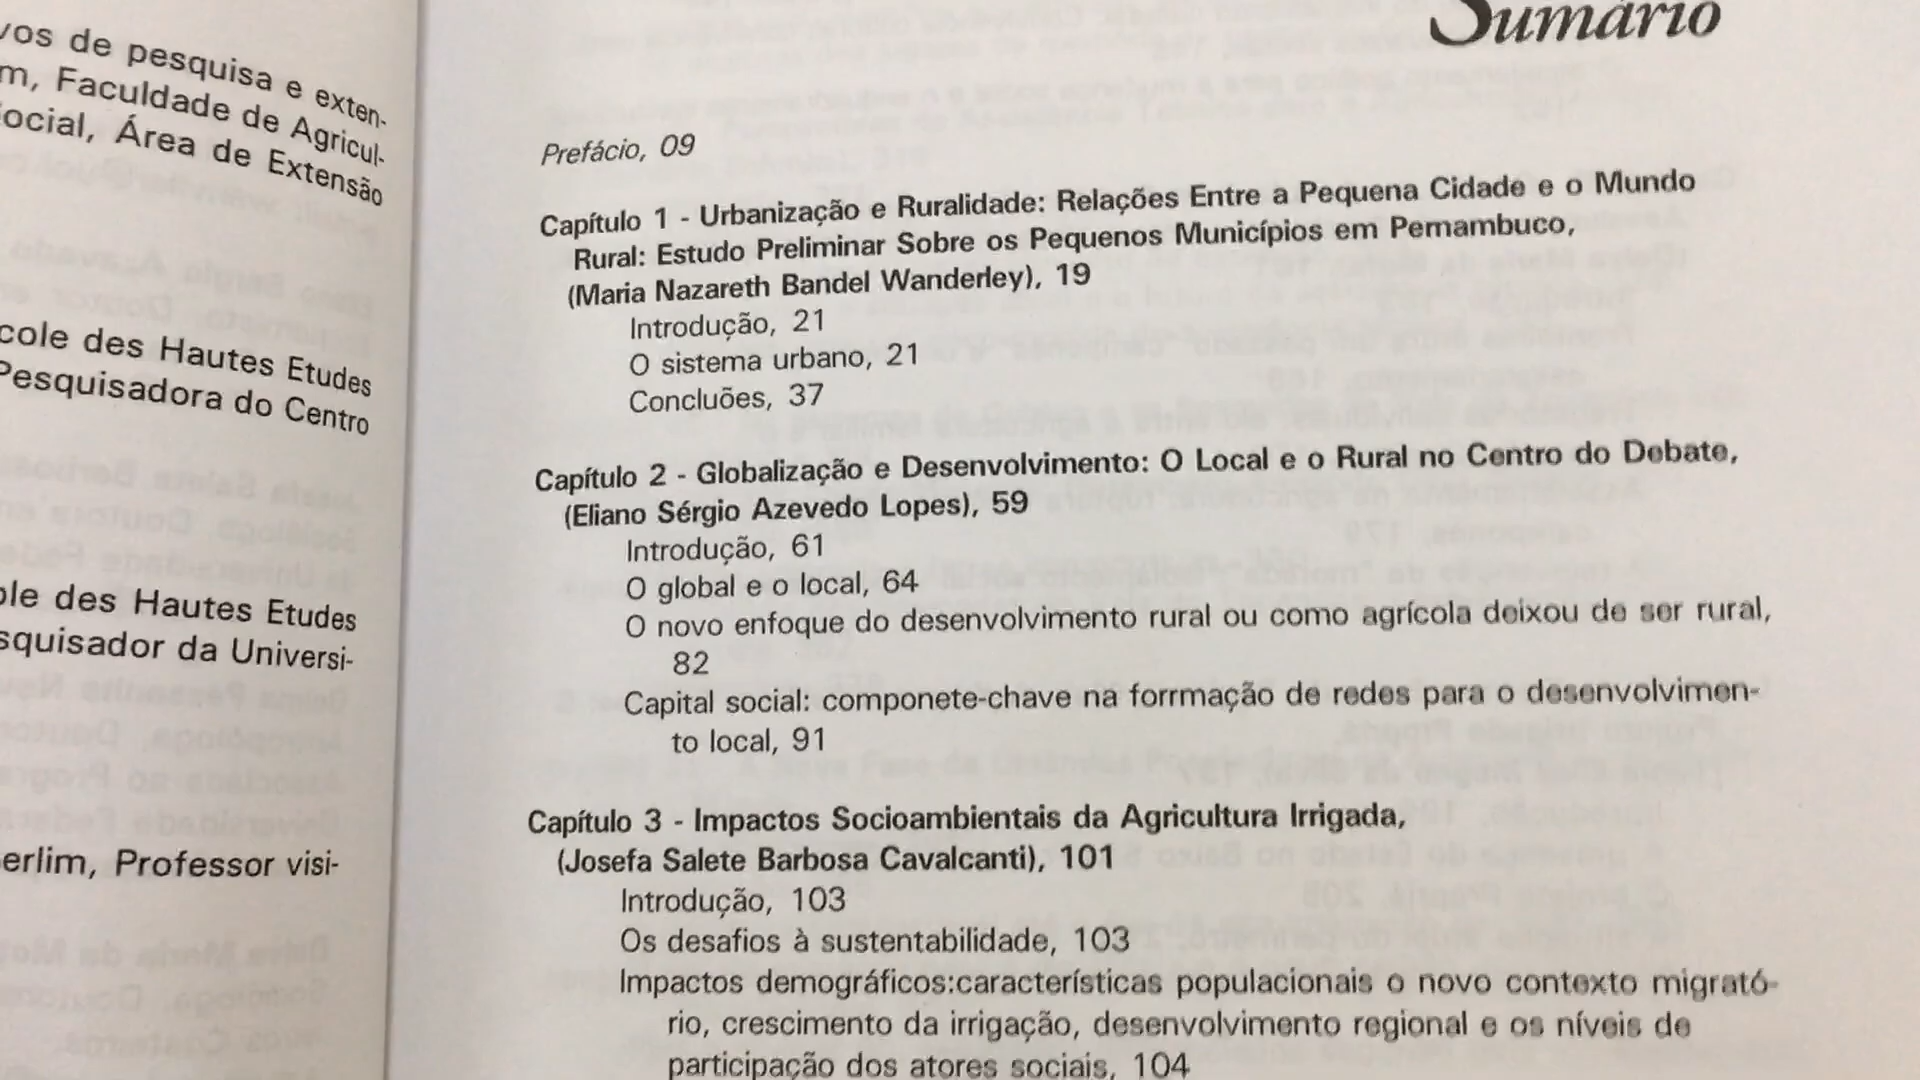 vos de pesquisa e exten-
m, Faculdade de Agricul-
ocial, Área de Extensão
cole des Hautes Etudes
Pesquisadora do Centro
ole des Hautes Etudes
squisador da Universi-
erlim, Professor visi-
Sumário
Prefácio, 09
Capítulo 1 - Urbanização e Ruralidade: Relações Entre a Pequena Cidade e o Mundo
Rural: Estudo Preliminar Sobre os Pequenos Municípios em Pernambuco,
(Maria Nazareth Bandel Wanderley), 19
Introdução, 21
O sistema urbano, 21
Concluões, 37
Capítulo 2 - Globalização e Desenvolvimento: O Local e o Rural no Centro do Debate,
(Eliano Sérgio Azevedo Lopes), 59
Introdução, 61
O global e o local, 64
O novo enfoque do desenvolvimento rural ou como agrícola deixou de ser rural,
82
Capital social: componete-chave na forrmação de redes para o desenvolvimen-
to local, 91
Capítulo 3 - Impactos Socioambientais da Agricultura Irrigada,
(Josefa Salete Barbosa Cavalcanti), 101
Introdução, 103
Os desafios à sustentabilidade, 103
Impactos demográficos:características populacionais o novo contexto migrató-
rio, crescimento da irrigação, desenvolvimento regional e os níveis de
participação dos atores sociais, 104